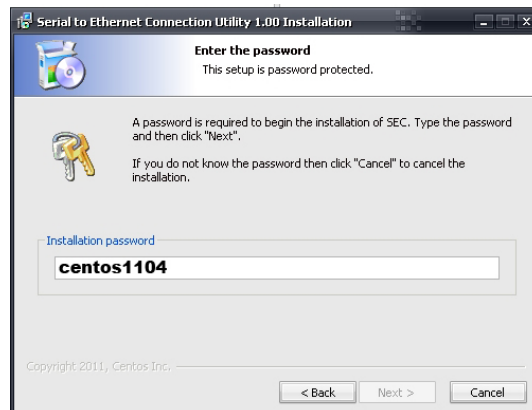 Serial to Ethernet Connection Utility 1.00 Installation
Enter the password
This setup is password protected.
A password is required to begin the installation of SEC. Type the password
and then click "Next".
If you do not know the password then click "Cancel" to cancel the
installation.
Installation password
centos1104
Copyright 2011, Centos Inc.
< Back
Next >
Cancel